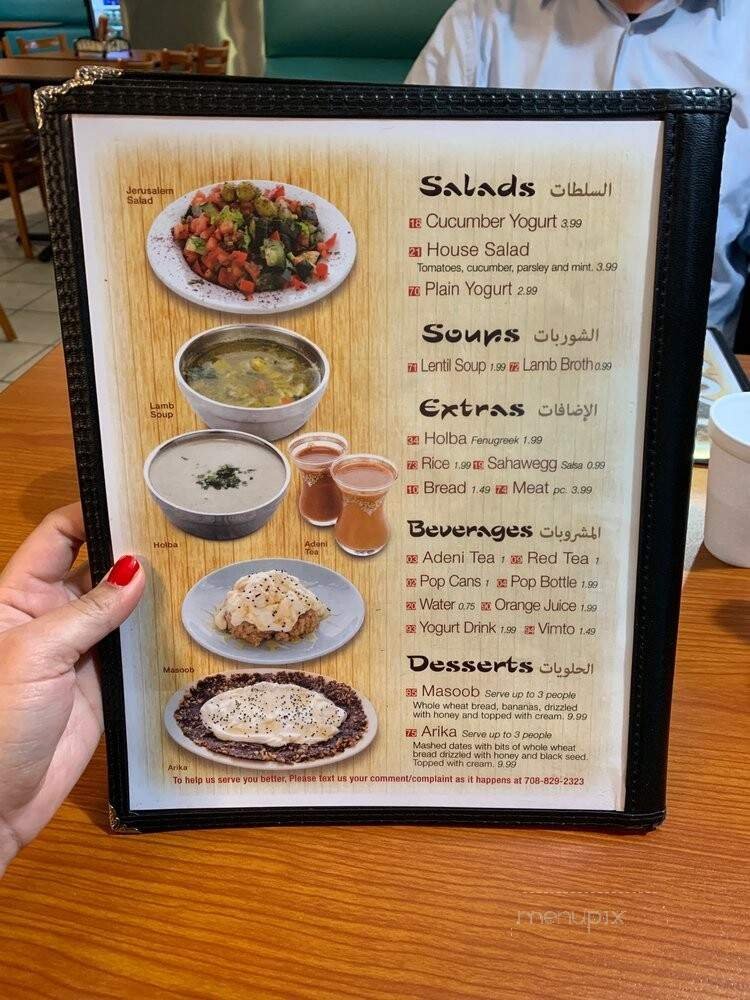 Jerusalem
Salad
Lamb
Soup
Holba
Adeni
Tea
Masoob
Arika
Salads السلطات
18 Cucumber Yogurt 3.99
21 House Salad
Tomatoes, cucumber, parsley and mint. 3.99
70 Plain Yogurt 2.99
Soups الشوربات
71 Lentil Soup 1.99 72 Lamb Broth 0.99
Extras الإضافات
34 Holba Fenugreek 1.99
73 Rice 1.99 19 Sahawegg Salsa 0.99
10 Bread 1.49 74 Meat pc. 3.99
Beverages المشروبات
03 Adeni Tea 1 09 Red Tea 1
02 Pop Cans 1 04 Pop Bottle 1.99
20 Water 0.75 90 Orange Juice 1.99
93 Yogurt Drink 1.99 94 Vimto 1.49
Desserts الحلويات
85 Masoob Serve up to 3 people
Whole wheat bread, bananas, drizzled
with honey and topped with cream. 9.99
75 Arika Serve up to 3 people
Mashed dates with bits of whole wheat
bread drizzled with honey and black seed.
Topped with cream. 9.99
To help us serve you better, Please text us your comment/complaint as it happens at 708-829-2323
menupix